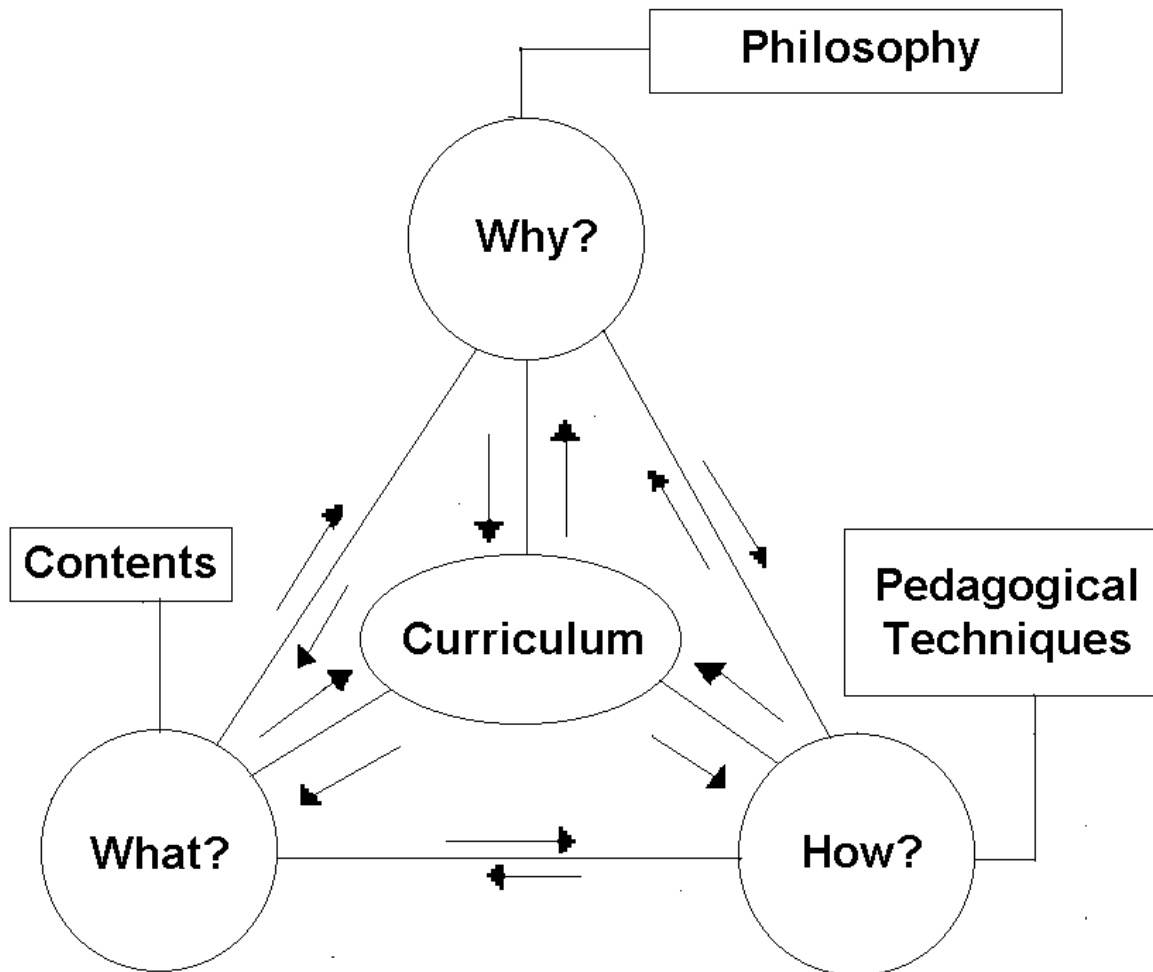 Philosophy
Why?
Contents
Pedagogical
Techniques
Curriculum
What?
How?